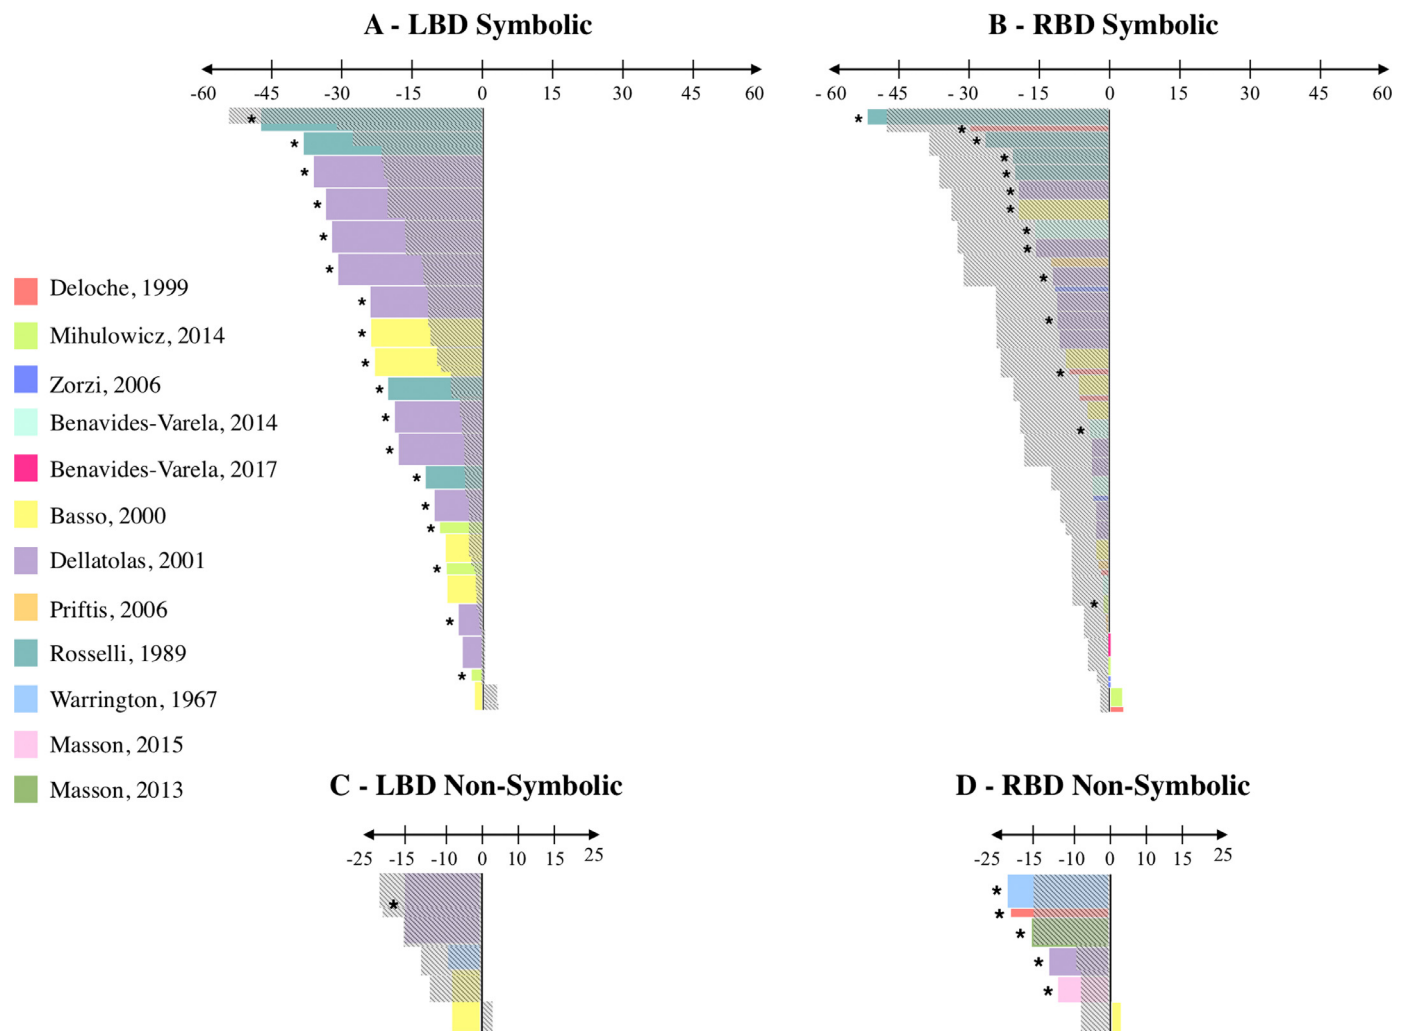 A - LBD Symbolic
B - RBD Symbolic
-60 -45 -30 -15 0 15 30 45 60
- 60 - 45 - 30 - 15 0 15 30 45 60
* * * * * * * * * * * * * * * * * *
* * * * * * * * * * * * * *
Deloche, 1999
Mihulowicz, 2014
Zorzi, 2006
Benavides-Varela, 2014
Benavides-Varela, 2017
Basso, 2000
Dellatolas, 2001
Priftis, 2006
Rosselli, 1989
Warrington, 1967
Masson, 2015
Masson, 2013
C - LBD Non-Symbolic
D - RBD Non-Symbolic
-25 -15 -10 0 10 15 25
-25 -15 -10 0 10 15 25
*
* * * * *